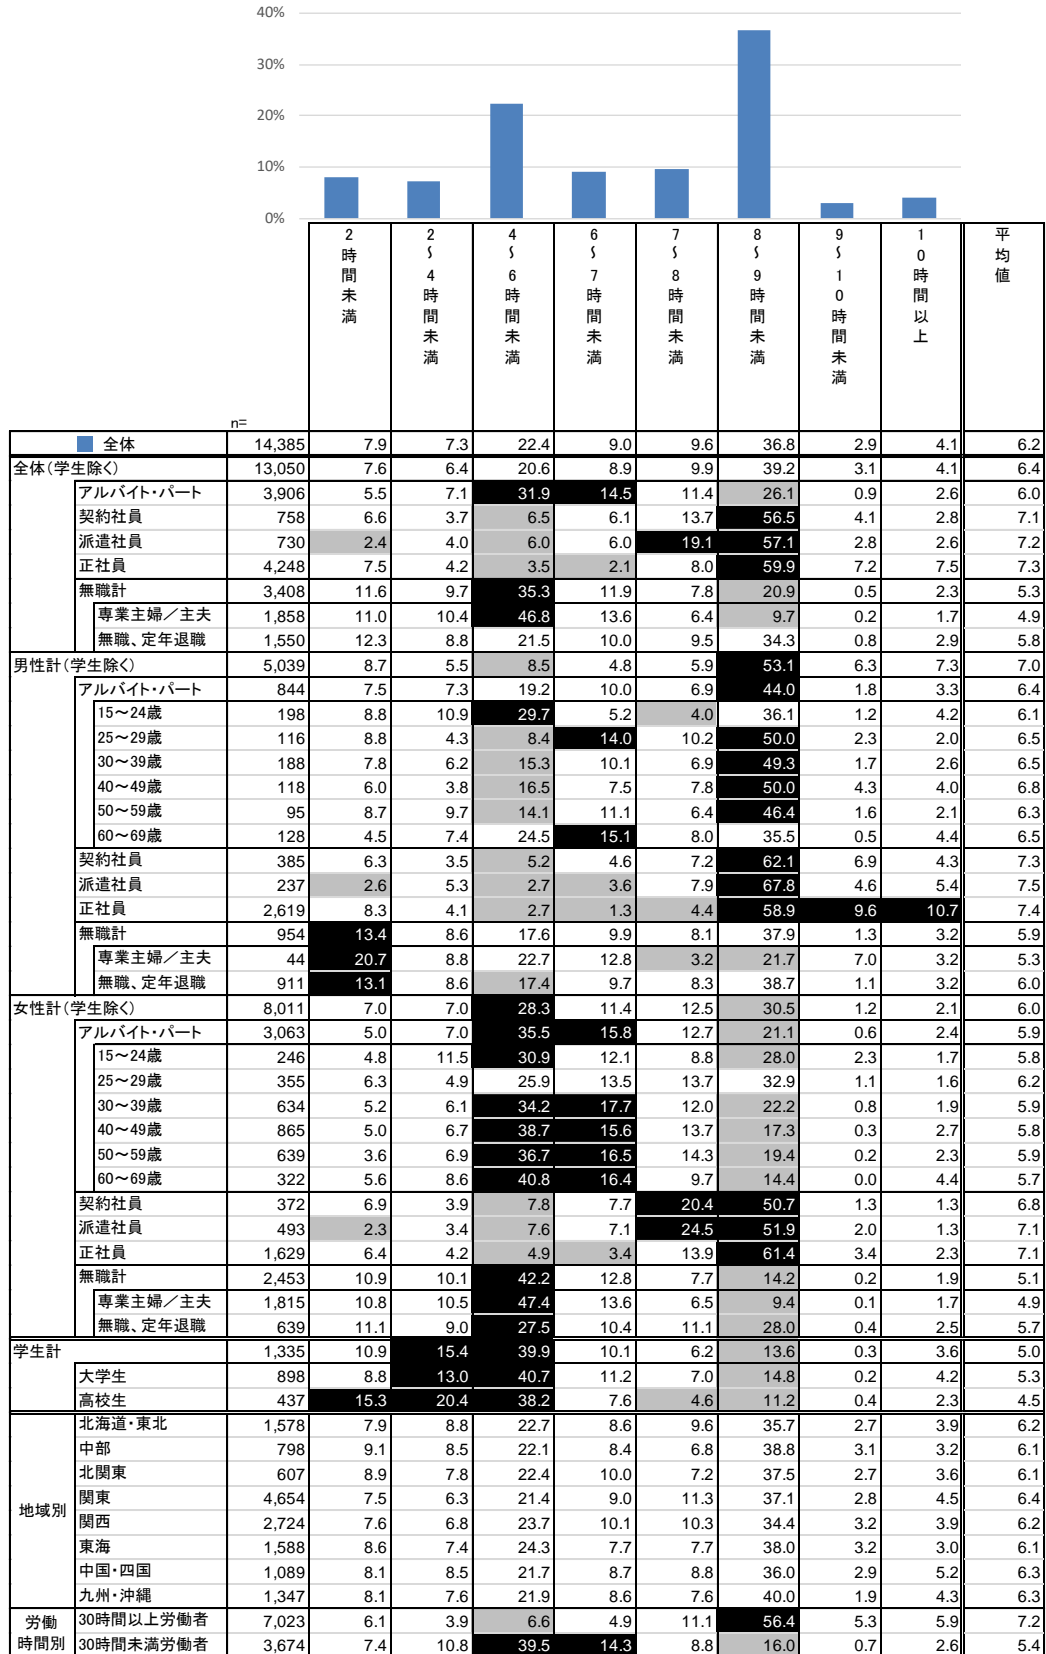 40%
30%
20%
10%
0%
2時間未満
2~4時間未満
4~6時間未満
6~7時間未満
7~8時間未満
8~9時間未満
9~10時間未満
10時間以上
平均値
n=
全体 14,385 7.9 7.3 22.4 9.0 9.6 36.8 2.9 4.1 6.2
全体(学生除く) 13,050 7.6 6.4 20.6 8.9 9.9 39.2 3.1 4.1 6.4
アルバイト・パート 3,906 5.5 7.1 31.9 14.5 11.4 26.1 0.9 2.6 6.0
契約社員 758 6.6 3.7 6.5 6.1 13.7 56.5 4.1 2.8 7.1
派遣社員 730 2.4 4.0 6.0 6.0 19.1 57.1 2.8 2.6 7.2
正社員 4,248 7.5 4.2 3.5 2.1 8.0 59.9 7.2 7.5 7.3
無職計 3,408 11.6 9.7 35.3 11.9 7.8 20.9 0.5 2.3 5.3
専業主婦/主夫 1,858 11.0 10.4 46.8 13.6 6.4 9.7 0.2 1.7 4.9
無職、定年退職 1,550 12.3 8.8 21.5 10.0 9.5 34.3 0.8 2.9 5.8
男性計(学生除く) 5,039 8.7 5.5 8.5 4.8 5.9 53.1 6.3 7.3 7.0
アルバイト・パート 844 7.5 7.3 19.2 10.0 6.9 44.0 1.8 3.3 6.4
15~24歳 198 8.8 10.9 29.7 5.2 4.0 36.1 1.2 4.2 6.1
25~29歳 116 8.8 4.3 8.4 14.0 10.2 50.0 2.3 2.0 6.5
30~39歳 188 7.8 6.2 15.3 10.1 6.9 49.3 1.7 2.6 6.5
40~49歳 118 6.0 3.8 16.5 7.5 7.8 50.0 4.3 4.0 6.8
50~59歳 95 8.7 9.7 14.1 11.1 6.4 46.4 1.6 2.1 6.3
60~69歳 128 4.5 7.4 24.5 15.1 8.0 35.5 0.5 4.4 6.5
契約社員 385 6.3 3.5 5.2 4.6 7.2 62.1 6.9 4.3 7.3
派遣社員 237 2.6 5.3 2.7 3.6 7.9 67.8 4.6 5.4 7.5
正社員 2,619 8.3 4.1 2.7 1.3 4.4 58.9 9.6 10.7 7.4
無職計 954 13.4 8.6 17.6 9.9 8.1 37.9 1.3 3.2 5.9
専業主婦/主夫 44 20.7 8.8 22.7 12.8 3.2 21.7 7.0 3.2 5.3
無職、定年退職 911 13.1 8.6 17.4 9.7 8.3 38.7 1.1 3.2 6.0
女性計(学生除く) 8,011 7.0 7.0 28.3 11.4 12.5 30.5 1.2 2.1 6.0
アルバイト・パート 3,063 5.0 7.0 35.5 15.8 12.7 21.1 0.6 2.4 5.9
15~24歳 246 4.8 11.5 30.9 12.1 8.8 28.0 2.3 1.7 5.8
25~29歳 355 6.3 4.9 25.9 13.5 13.7 32.9 1.1 1.6 6.2
30~39歳 634 5.2 6.1 34.2 17.7 12.0 22.2 0.8 1.9 5.9
40~49歳 865 5.0 6.7 38.7 15.6 13.7 17.3 0.3 2.7 5.8
50~59歳 639 3.6 6.9 36.7 16.5 14.3 19.4 0.2 2.3 5.9
60~69歳 322 5.6 8.6 40.8 16.4 9.7 14.4 0.0 4.4 5.7
契約社員 372 6.9 3.9 7.8 7.7 20.4 50.7 1.3 1.3 6.8
派遣社員 493 2.3 3.4 7.6 7.1 24.5 51.9 2.0 1.3 7.1
正社員 1,629 6.4 4.2 4.9 3.4 13.9 61.4 3.4 2.3 7.1
無職計 2,453 10.9 10.1 42.2 12.8 7.7 14.2 0.2 1.9 5.1
専業主婦/主夫 1,815 10.8 10.5 47.4 13.6 6.5 9.4 0.1 1.7 4.9
無職、定年退職 639 11.1 9.0 27.5 10.4 11.1 28.0 0.4 2.5 5.7
学生計 1,335 10.9 15.4 39.9 10.1 6.2 13.6 0.3 3.6 5.0
大学生 898 8.8 13.0 40.7 11.2 7.0 14.8 0.2 4.2 5.3
高校生 437 15.3 20.4 38.2 7.6 4.6 11.2 0.4 2.3 4.5
地域別
北海道・東北 1,578 7.9 8.8 22.7 8.6 9.6 35.7 2.7 3.9 6.2
中部 798 9.1 8.5 22.1 8.4 6.8 38.8 3.1 3.2 6.1
北関東 607 8.9 7.8 22.4 10.0 7.2 37.5 2.7 3.6 6.1
関東 4,654 7.5 6.3 21.4 9.0 11.3 37.1 2.8 4.5 6.4
関西 2,724 7.6 6.8 23.7 10.1 10.3 34.4 3.2 3.9 6.2
東海 1,588 8.6 7.4 24.3 7.7 7.7 38.0 3.2 3.0 6.1
中国・四国 1,089 8.1 8.5 21.7 8.7 8.8 36.0 2.9 5.2 6.3
九州・沖縄 1,347 8.1 7.6 21.9 8.6 7.6 40.0 1.9 4.3 6.3
労働
時間別
30時間以上労働者 7,023 6.1 3.9 6.6 4.9 11.1 56.4 5.3 5.9 7.2
30時間未満労働者 3,674 7.4 10.8 39.5 14.3 8.8 16.0 0.7 2.6 5.4